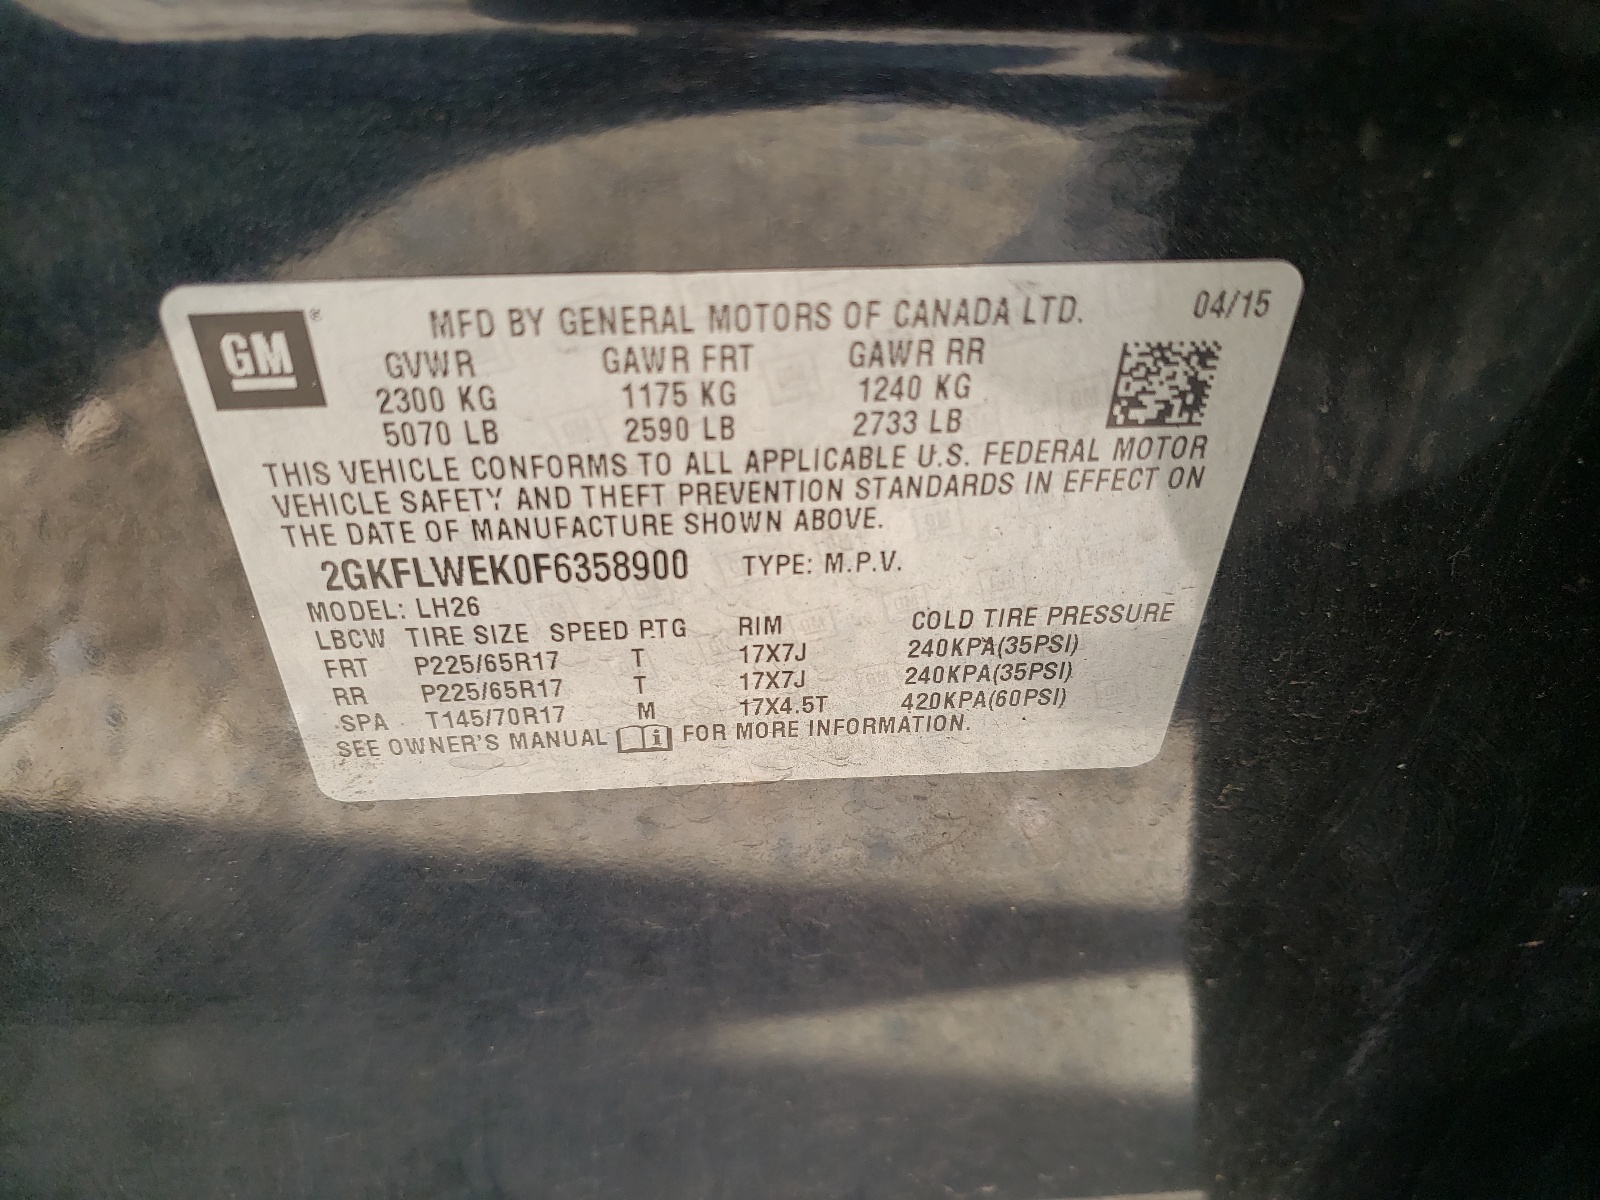 GM ® MFD BY GENERAL MOTORS OF CANADA LTD. 04/15
GVWR GAWR FRT GAWR RR
2300 KG 1175 KG 1240 KG
5070 LB 2590 LB 2733 LB
THIS VEHICLE CONFORMS TO ALL APPLICABLE U.S. FEDERAL MOTOR
VEHICLE SAFETY AND THEFT PREVENTION STANDARDS IN EFFECT ON
THE DATE OF MANUFACTURE SHOWN ABOVE.
2GKFLWEK0F6358900 TYPE: M.P.V.
MODEL: LH26
LBCW TIRE SIZE SPEED RTG RIM COLD TIRE PRESSURE
FRT P225/65R17 T 17X7J 240KPA(35PSI)
RR P225/65R17 T 17X7J 240KPA(35PSI)
SPA T145/70R17 M 17X4.5T 420KPA(60PSI)
SEE OWNER'S MANUAL i FOR MORE INFORMATION.